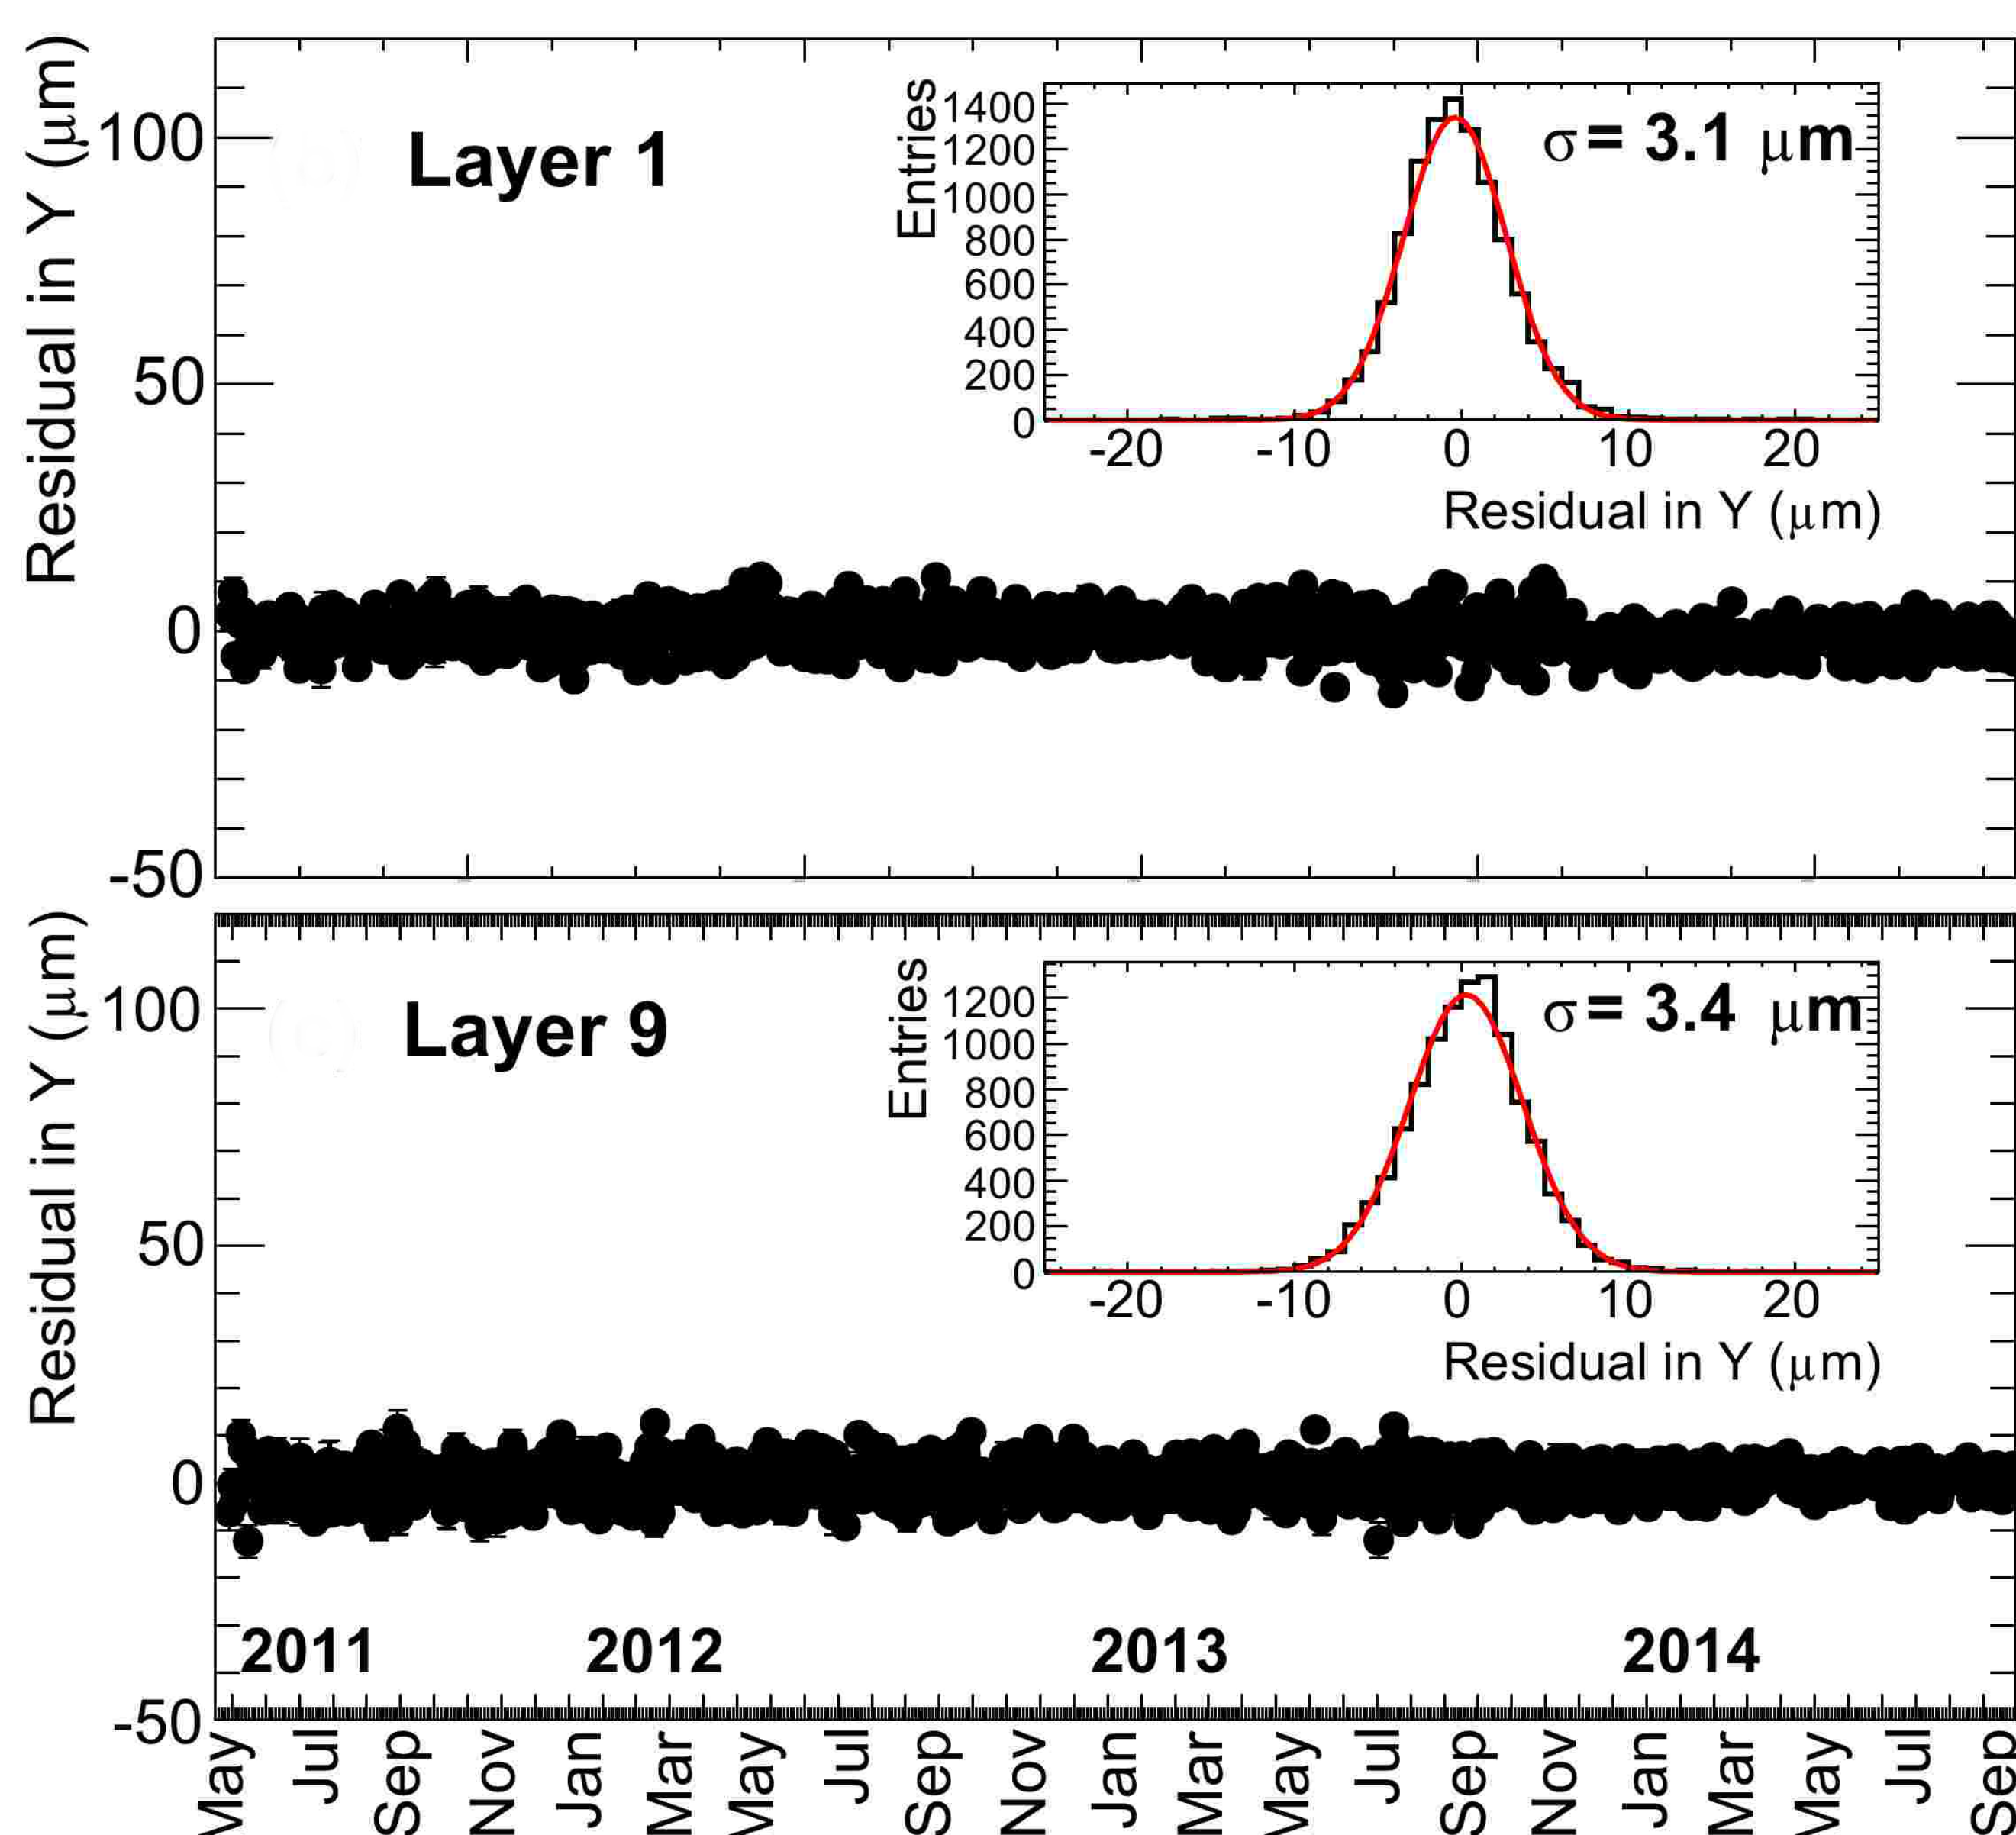 Residual in Y (μm)
100
50
0
-50
Layer 1
Entries
1400
1200
1000
800
600
400
200
0
σ = 3.1 μm
-20 -10 0 10 20
Residual in Y (μm)
Residual in Y (μm)
100
50
0
-50
Layer 9
Entries
1200
1000
800
600
400
200
0
σ = 3.4 μm
-20 -10 0 10 20
Residual in Y (μm)
2011 2012 2013 2014
May Jul Sep Nov Jan Mar May Jul Sep Nov Jan Mar May Jul Sep Nov Jan Mar May Jul Sep